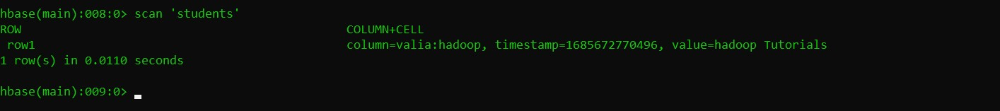 hbase(main):008:0> scan 'students'
ROW COLUMN+CELL
row1 column=valia:hadoop, timestamp=1685672770496, value=hadoop Tutorials
1 row(s) in 0.0110 seconds
hbase(main):009:0>